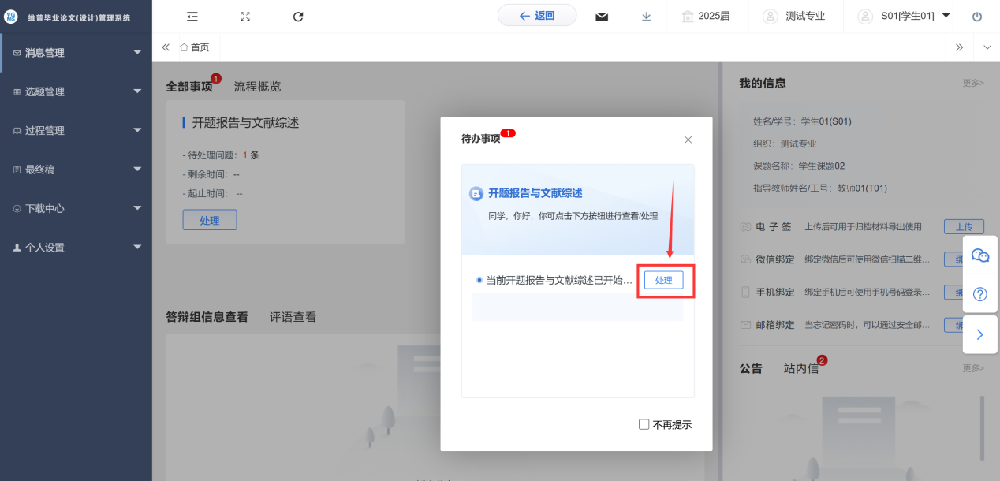 VG
MS
维普毕业论文(设计)管理系统
返回
2025届
测试专业
S01[学生01]
首页
消息管理
选题管理
过程管理
最终稿
下载中心
个人设置
全部事项
1
流程概览
开题报告与文献综述
- 待处理问题: 1 条
- 剩余时间: --
- 起止时间: --
处理
答辩组信息查看
评语查看
待办事项
1
开题报告与文献综述
同学，你好，你可点击下方按钮进行查看/处理
当前开题报告与文献综述已开始...
处理
不再提示
我的信息
更多>
姓名/学号: 学生01(S01)
组织: 测试专业
课题名称: 学生课题02
指导教师姓名/工号: 教师01(T01)
电 子 签 上传后可用于归档材料导出使用 上传
微信绑定 绑定微信后可使用微信扫描二维... 绑
手机绑定 绑定手机后可使用手机号码登录... 绑
邮箱绑定 当忘记密码时，可以通过安全邮... 绑
公告
站内信
2
更多>